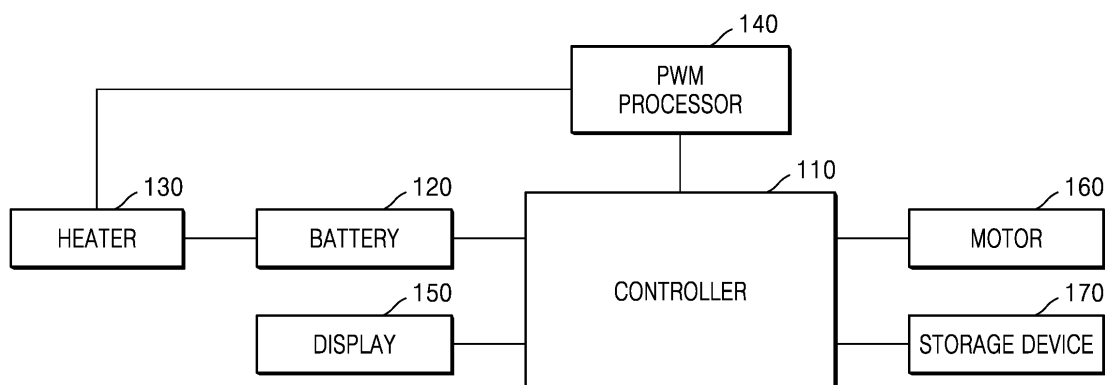 140
PWM
PROCESSOR
130
120
110
160
HEATER
BATTERY
CONTROLLER
MOTOR
150
170
DISPLAY
STORAGE DEVICE